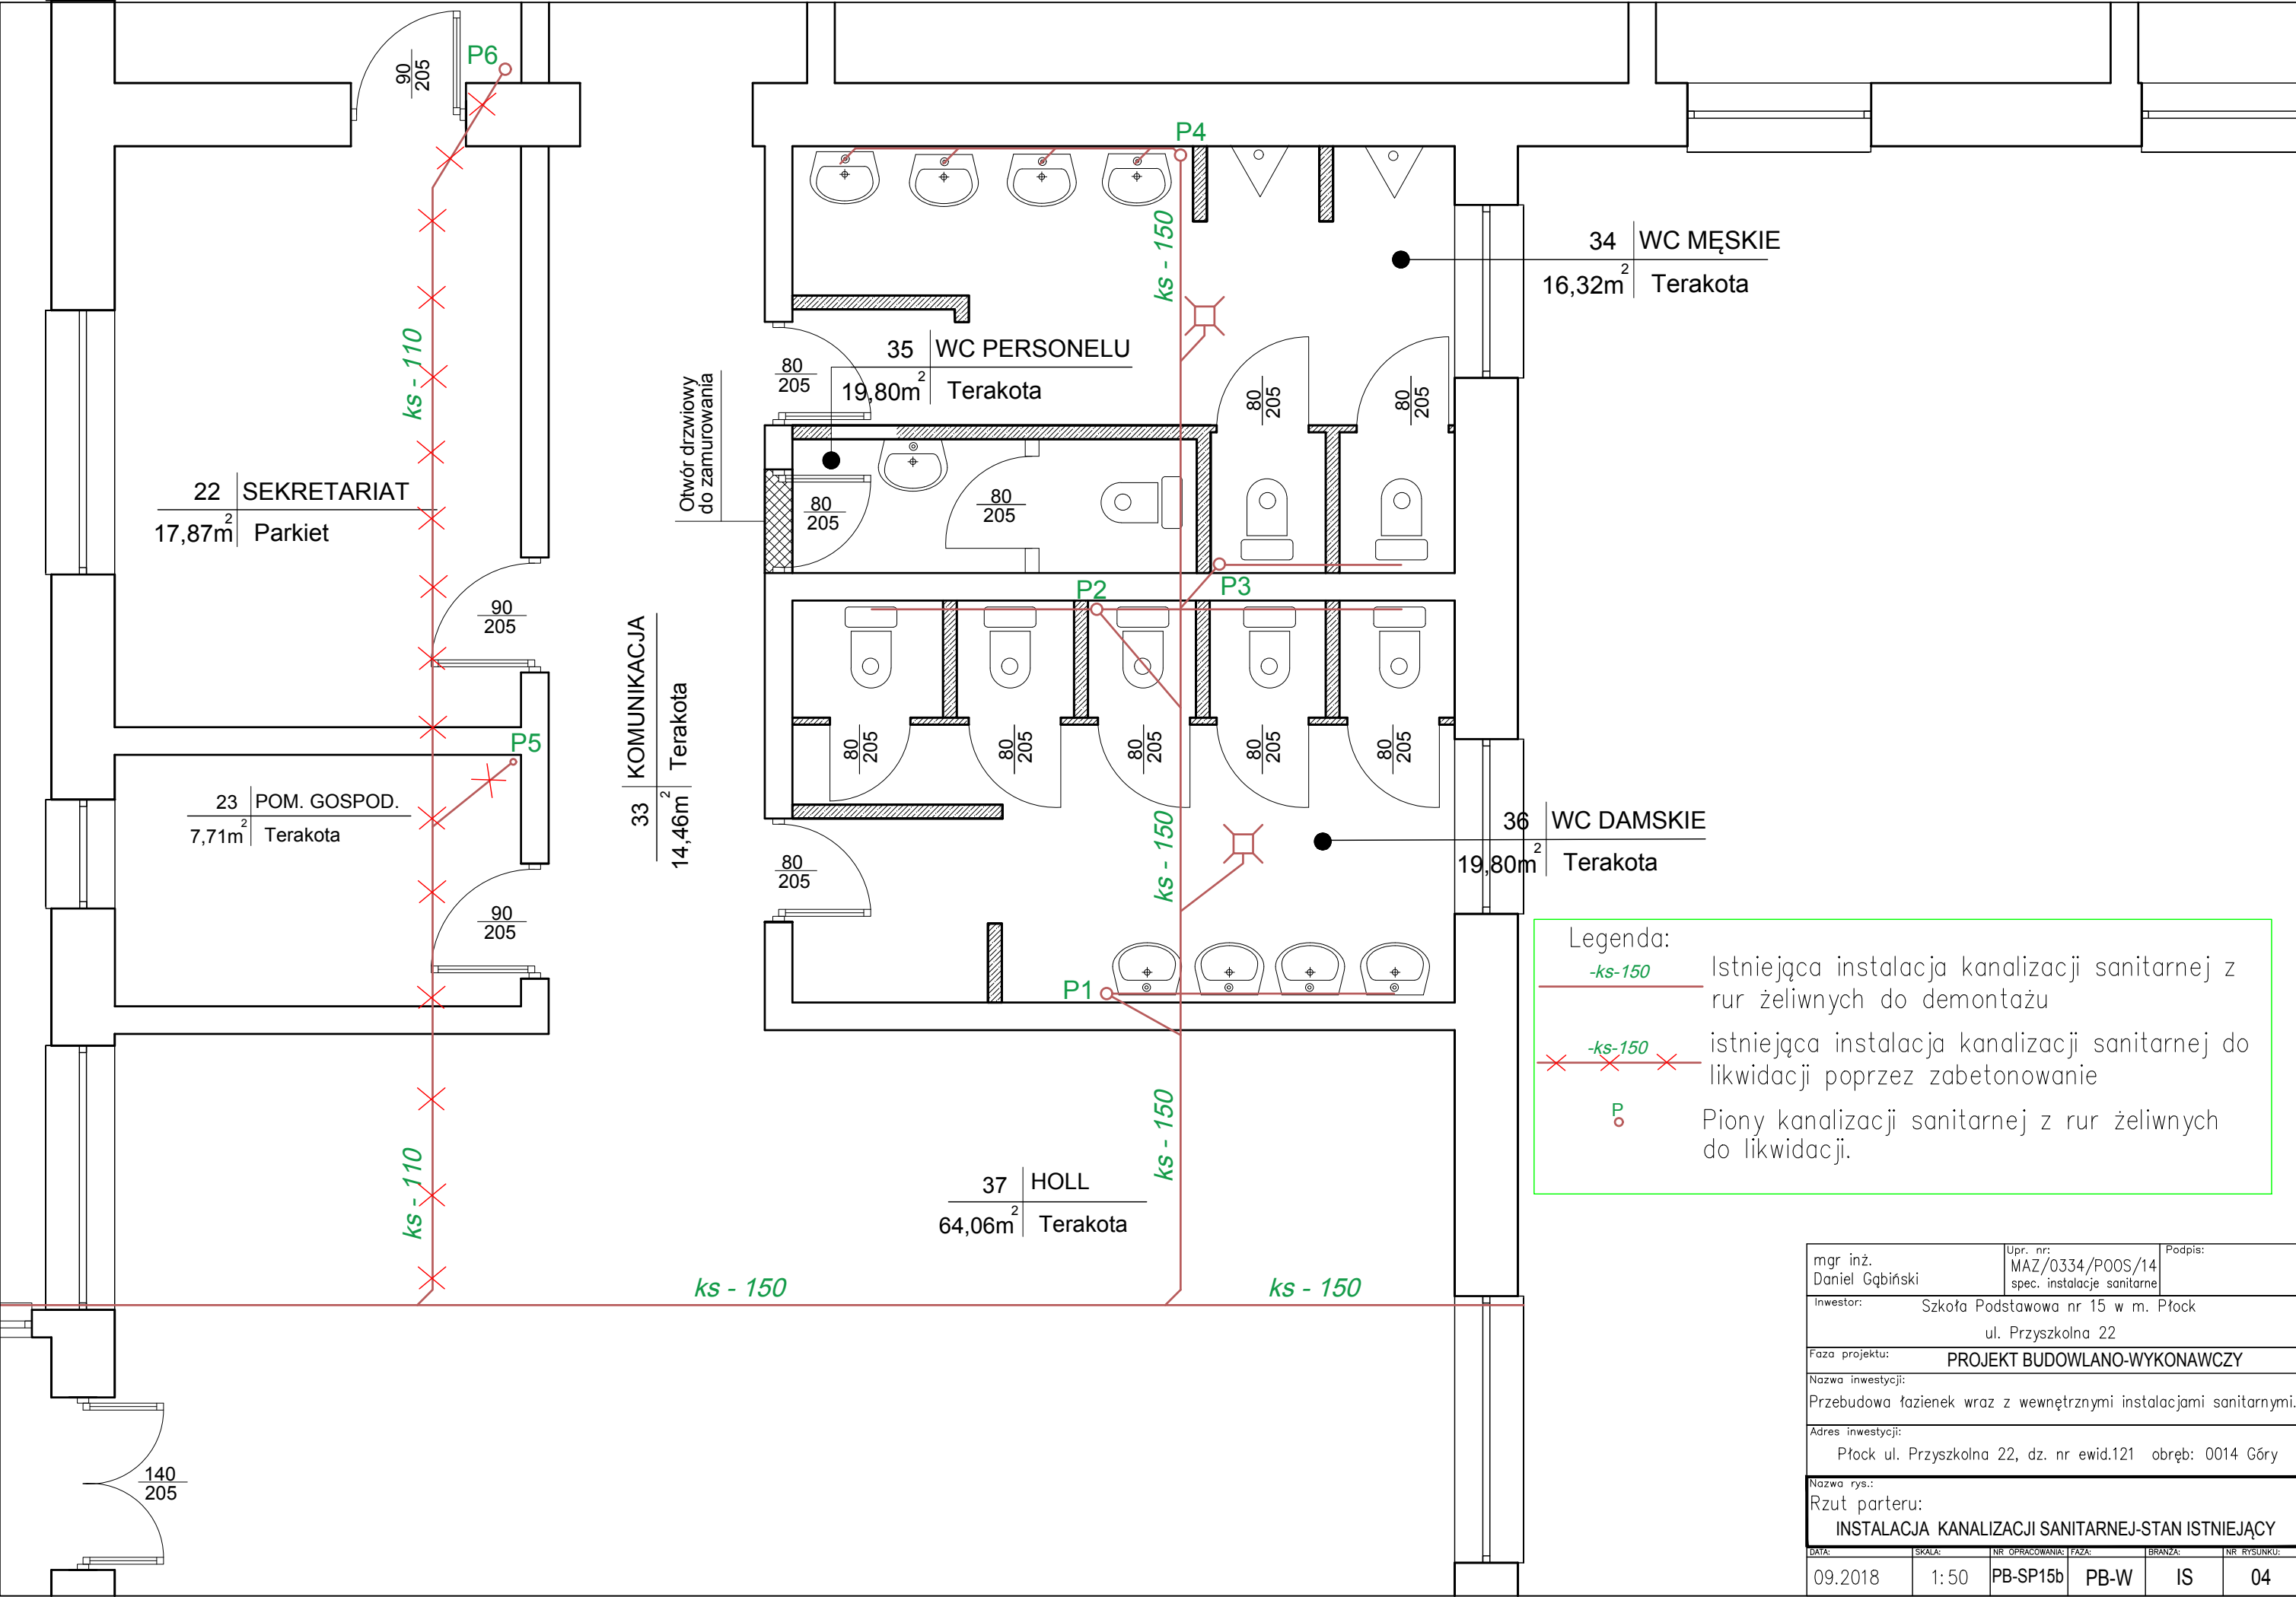 P6
90
205
P4
ks - 150
34 WC MĘSKIE
16,32m2 Terakota
ks - 110
35 WC PERSONELU
19,80m2 Terakota
80
205
80
205
80
205
Otwór drzwiowy
do zamurowania
22 SEKRETARIAT
17,87m2 Parkiet
80
205
80
205
P2
P3
90
205
33 KOMUNIKACJA
14,46m2 Terakota
P5
80
205
80
205
80
205
80
205
80
205
23 POM. GOSPOD.
7,71m2 Terakota
ks - 150
36 WC DAMSKIE
19,80m2 Terakota
80
205
90
205
P1
Legenda:
-ks-150
Istniejąca instalacja kanalizacji sanitarnej z
rur żeliwnych do demontażu
-ks-150
istniejąca instalacja kanalizacji sanitarnej do
likwidacji poprzez zabetonowanie
P
Piony kanalizacji sanitarnej z rur żeliwnych
do likwidacji.
ks - 150
ks - 110
37 HOLL
64,06m2 Terakota
ks - 150
ks - 150
140
205
mgr inż.
Daniel Gąbiński
Upr. nr:
MAZ/0334/POOS/14
spec. instalacje sanitarne
Podpis:
Inwestor:
Szkoła Podstawowa nr 15 w m. Płock
ul. Przyszkolna 22
Faza projektu:
PROJEKT BUDOWLANO-WYKONAWCZY
Nazwa inwestycji:
Przebudowa łazienek wraz z wewnętrznymi instalacjami sanitarnymi.
Adres inwestycji:
Płock ul. Przyszkolna 22, dz. nr ewid.121 obręb: 0014 Góry
Nazwa rys.:
Rzut parteru:
INSTALACJA KANALIZACJI SANITARNEJ-STAN ISTNIEJĄCY
DATA: SKALA: NR OPRACOWANIA: FAZA: BRANŻA: NR RYSUNKU:
09.2018 1:50 PB-SP15b PB-W IS 04